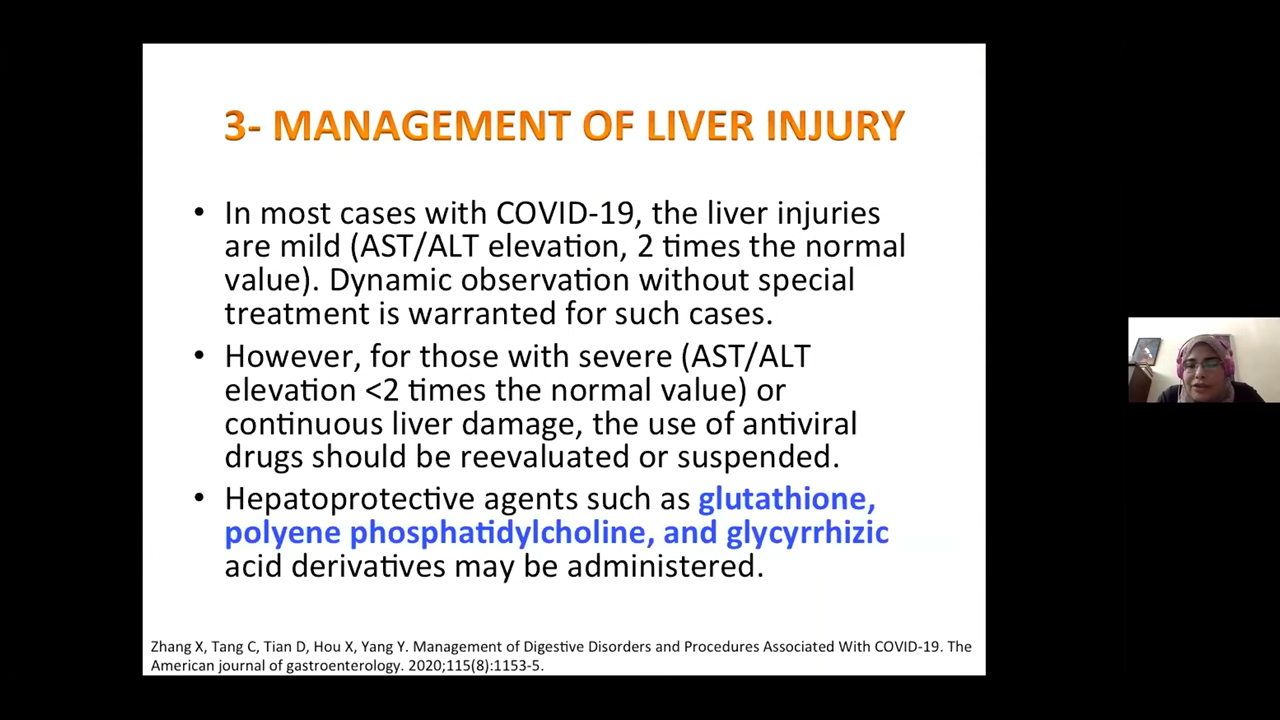 3- MANAGEMENT OF LIVER INJURY
• In most cases with COVID-19, the liver injuries
are mild (AST/ALT elevation, 2 times the normal
value). Dynamic observation without special
treatment is warranted for such cases.
• However, for those with severe (AST/ALT
elevation <2 times the normal value) or
continuous liver damage, the use of antiviral
drugs should be reevaluated or suspended.
• Hepatoprotective agents such as glutathione,
polyene phosphatidylcholine, and glycyrrhizic
acid derivatives may be administered.
Zhang X, Tang C, Tian D, Hou X, Yang Y. Management of Digestive Disorders and Procedures Associated With COVID-19. The
American journal of gastroenterology. 2020;115(8):1153-5.